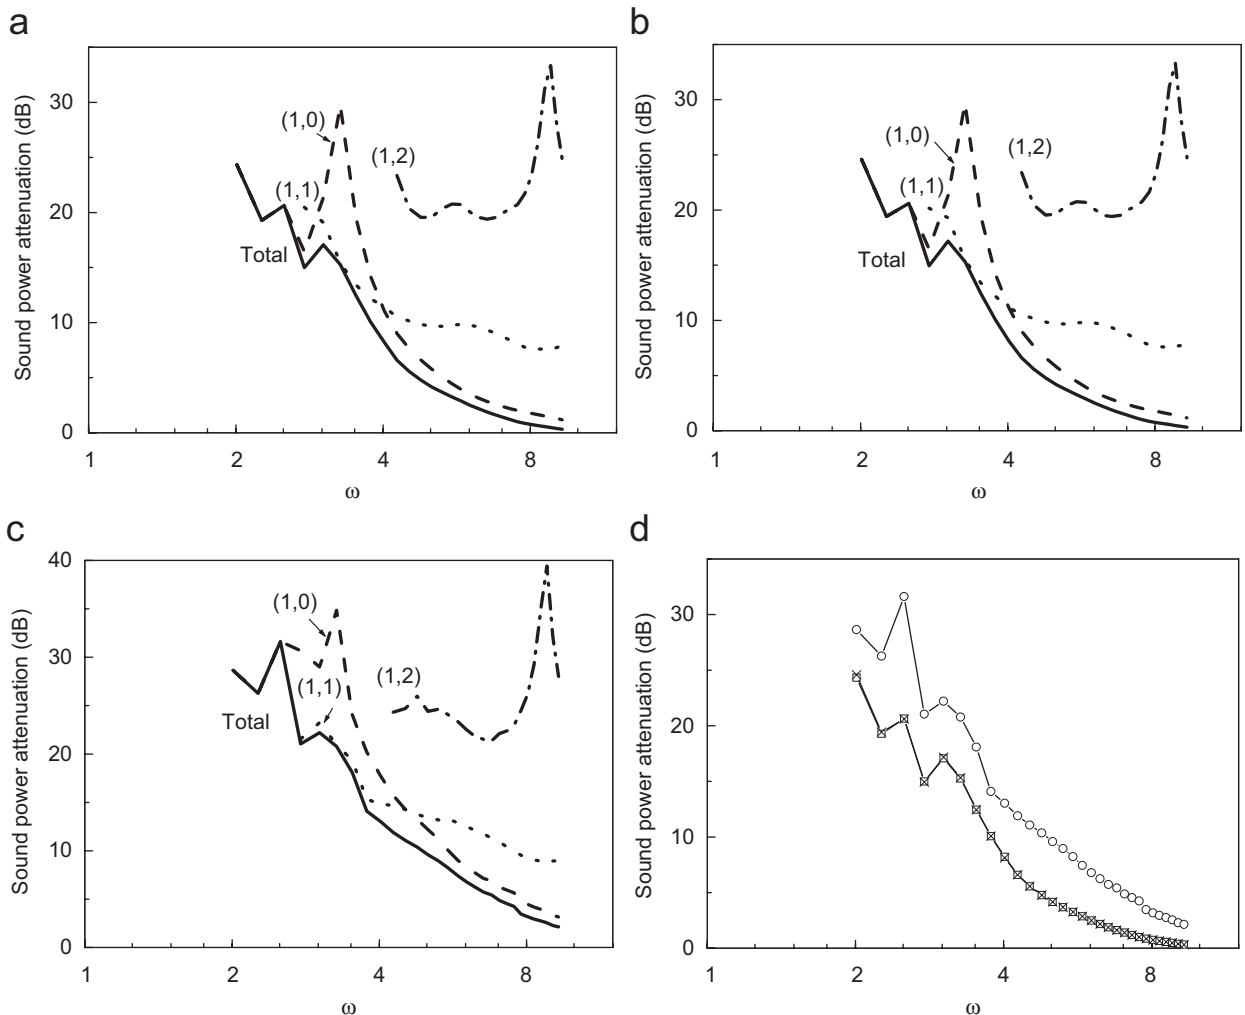 a
Sound power attenuation (dB)
30
20
10
0
1
2
4
8
ω
(1,0)
(1,1)
(1,2)
Total
b
Sound power attenuation (dB)
30
20
10
0
1
2
4
8
ω
(1,0)
(1,1)
(1,2)
Total
c
Sound power attenuation (dB)
40
30
20
10
0
1
2
4
8
ω
(1,0)
(1,1)
(1,2)
Total
d
Sound power attenuation (dB)
30
20
10
0
1
2
4
8
ω